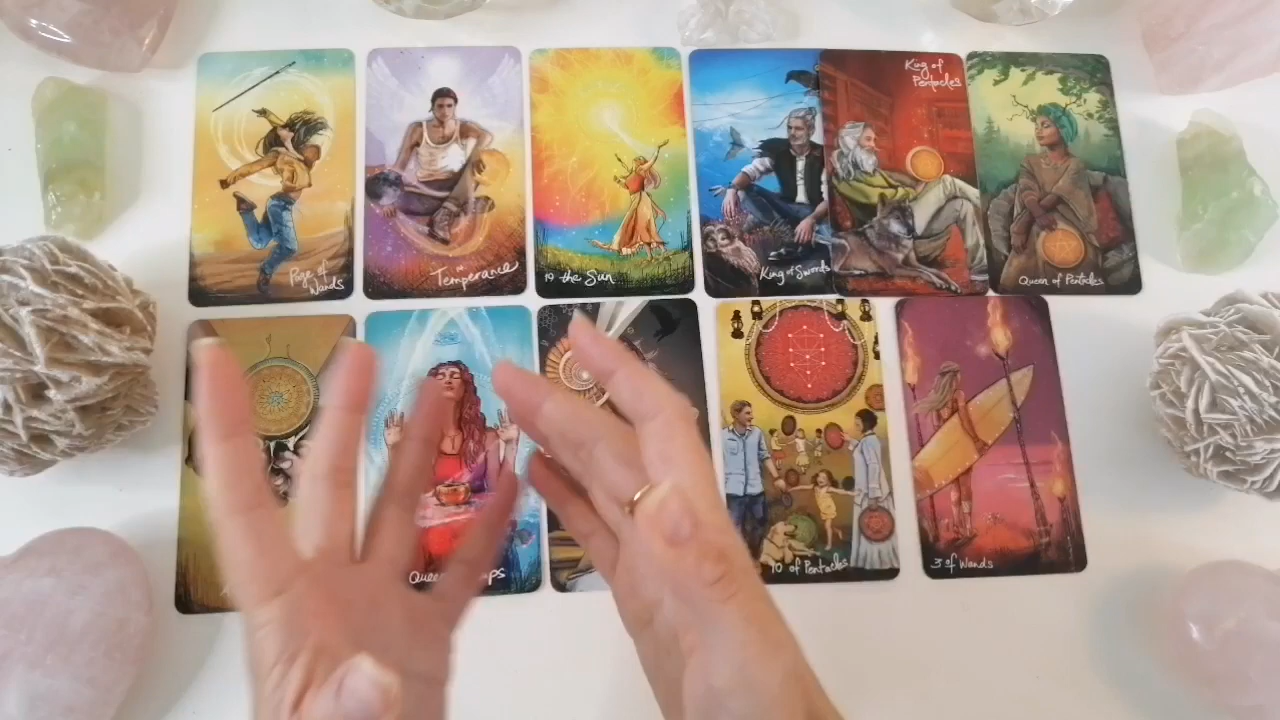 Page of
Wands
Temperance
19 the Sun
King of Swords
King of
Pentacles
Queen of Pentacles
10 of Pentacles
3 of Wands